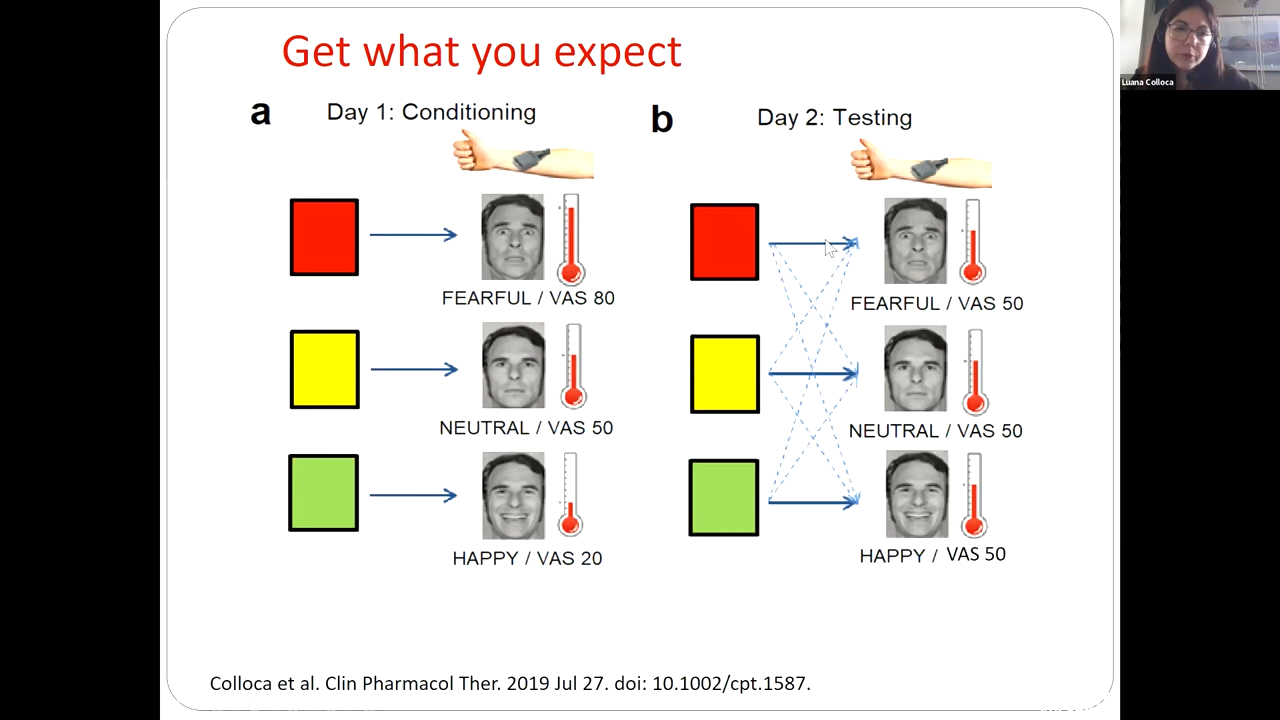 Get what you expect
a
Day 1: Conditioning
FEARFUL / VAS 80
NEUTRAL / VAS 50
HAPPY / VAS 20
b
Day 2: Testing
FEARFUL / VAS 50
NEUTRAL / VAS 50
HAPPY / VAS 50
Colloca et al. Clin Pharmacol Ther. 2019 Jul 27. doi: 10.1002/cpt.1587.
Luana Colloca